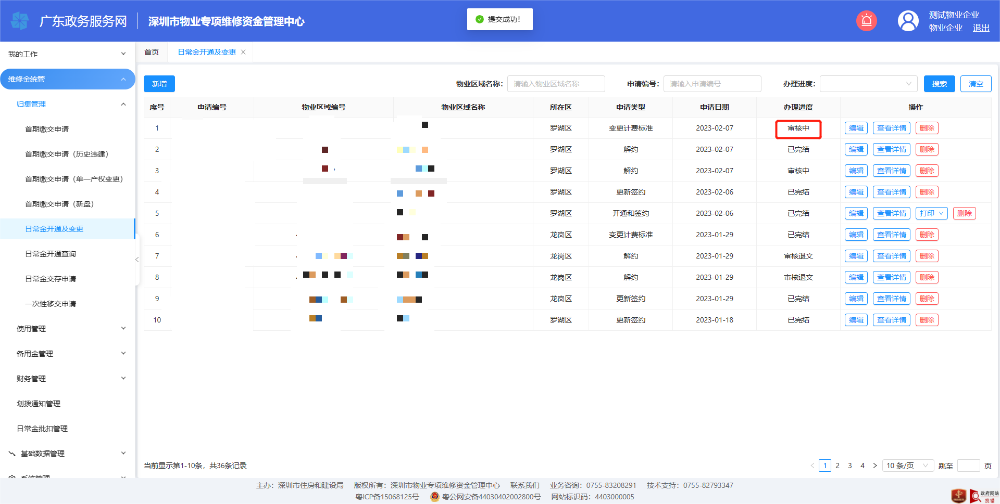 广东政务服务网 深圳市物业专项维修资金管理中心
提交成功！
测试物业企业
物业企业 退出
我的工作
维修金统管
归集管理
首期缴交申请
首期缴交申请（历史违建）
首期缴交申请（单一产权变更）
首期缴交申请（新盘）
日常金开通及变更
日常金开通查询
日常金交存申请
一次性移交申请
使用管理
备用金管理
财务管理
划拨通知管理
日常金批扣管理
基础数据管理
系统管理
首页 日常金开通及变更
新增 物业区域名称： 请输入物业区域名称 申请编号： 请输入申请编号 办理进度： 搜索 清空
序号 申请编号 物业区域编号 物业区域名称 所在区 申请类型 申请日期 办理进度 操作
1 罗湖区 变更计费标准 2023-02-07 审核中 编辑 查看详情 删除
2 罗湖区 解约 2023-02-07 已完结 编辑 查看详情 删除
3 罗湖区 解约 2023-02-07 审核中 编辑 查看详情 删除
4 罗湖区 更新签约 2023-02-06 已完结 编辑 查看详情 删除
5 罗湖区 开通和签约 2023-02-06 已完结 编辑 查看详情 打印 删除
6 龙岗区 变更计费标准 2023-01-29 已完结 编辑 查看详情 删除
7 龙岗区 解约 2023-01-29 审核退文 编辑 查看详情 删除
8 龙岗区 解约 2023-01-29 审核退文 编辑 查看详情 删除
9 龙岗区 更新签约 2023-01-29 已完结 编辑 查看详情 删除
10 罗湖区 更新签约 2023-01-18 已完结 编辑 查看详情 删除
当前显示第1-10条，共36条记录 1 2 3 4 10 条/页 跳至 页
主办：深圳市住房和建设局 版权所有：深圳市物业专项维修资金管理中心 联系我们 业务咨询：0755-83208291 技术支持：0755-82793347
粤ICP备15068125号 粤公网安备44030402002800号 网站标识码：4403000005
政府网站
找错